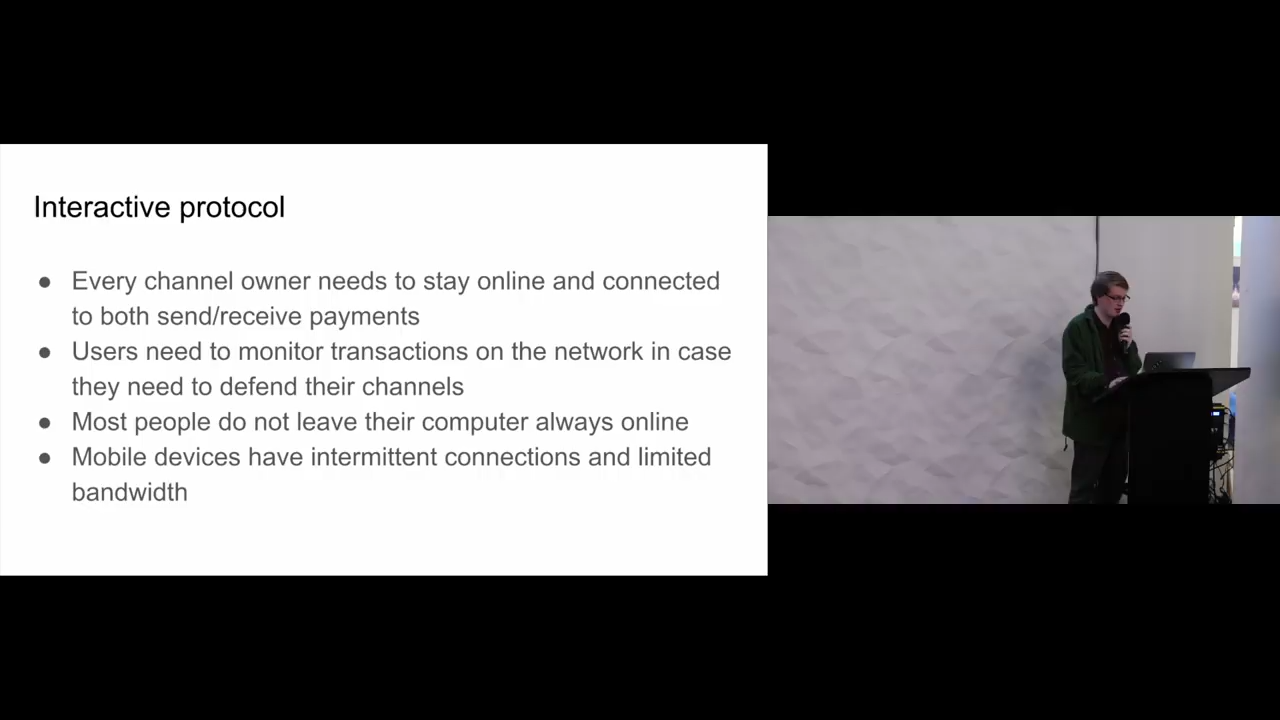 Interactive protocol
● Every channel owner needs to stay online and connected
to both send/receive payments
● Users need to monitor transactions on the network in case
they need to defend their channels
● Most people do not leave their computer always online
● Mobile devices have intermittent connections and limited
bandwidth